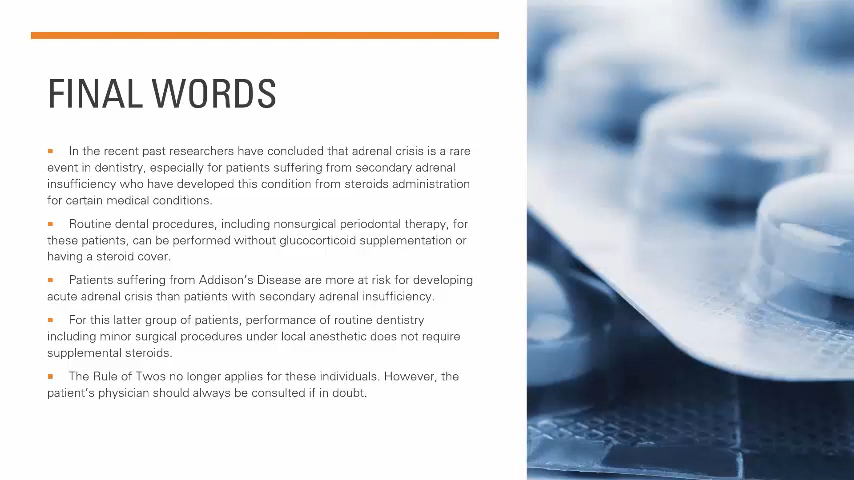 FINAL WORDS
In the recent past researchers have concluded that adrenal crisis is a rare
event in dentistry, especially for patients suffering from secondary adrenal
insufficiency who have developed this condition from steroids administration
for certain medical conditions.
Routine dental procedures, including nonsurgical periodontal therapy, for
these patients, can be performed without glucocorticoid supplementation or
having a steroid cover.
Patients suffering from Addison's Disease are more at risk for developing
acute adrenal crisis than patients with secondary adrenal insufficiency.
For this latter group of patients, performance of routine dentistry
including minor surgical procedures under local anesthetic does not require
supplemental steroids.
The Rule of Twos no longer applies for these individuals. However, the
patient's physician should always be consulted if in doubt.